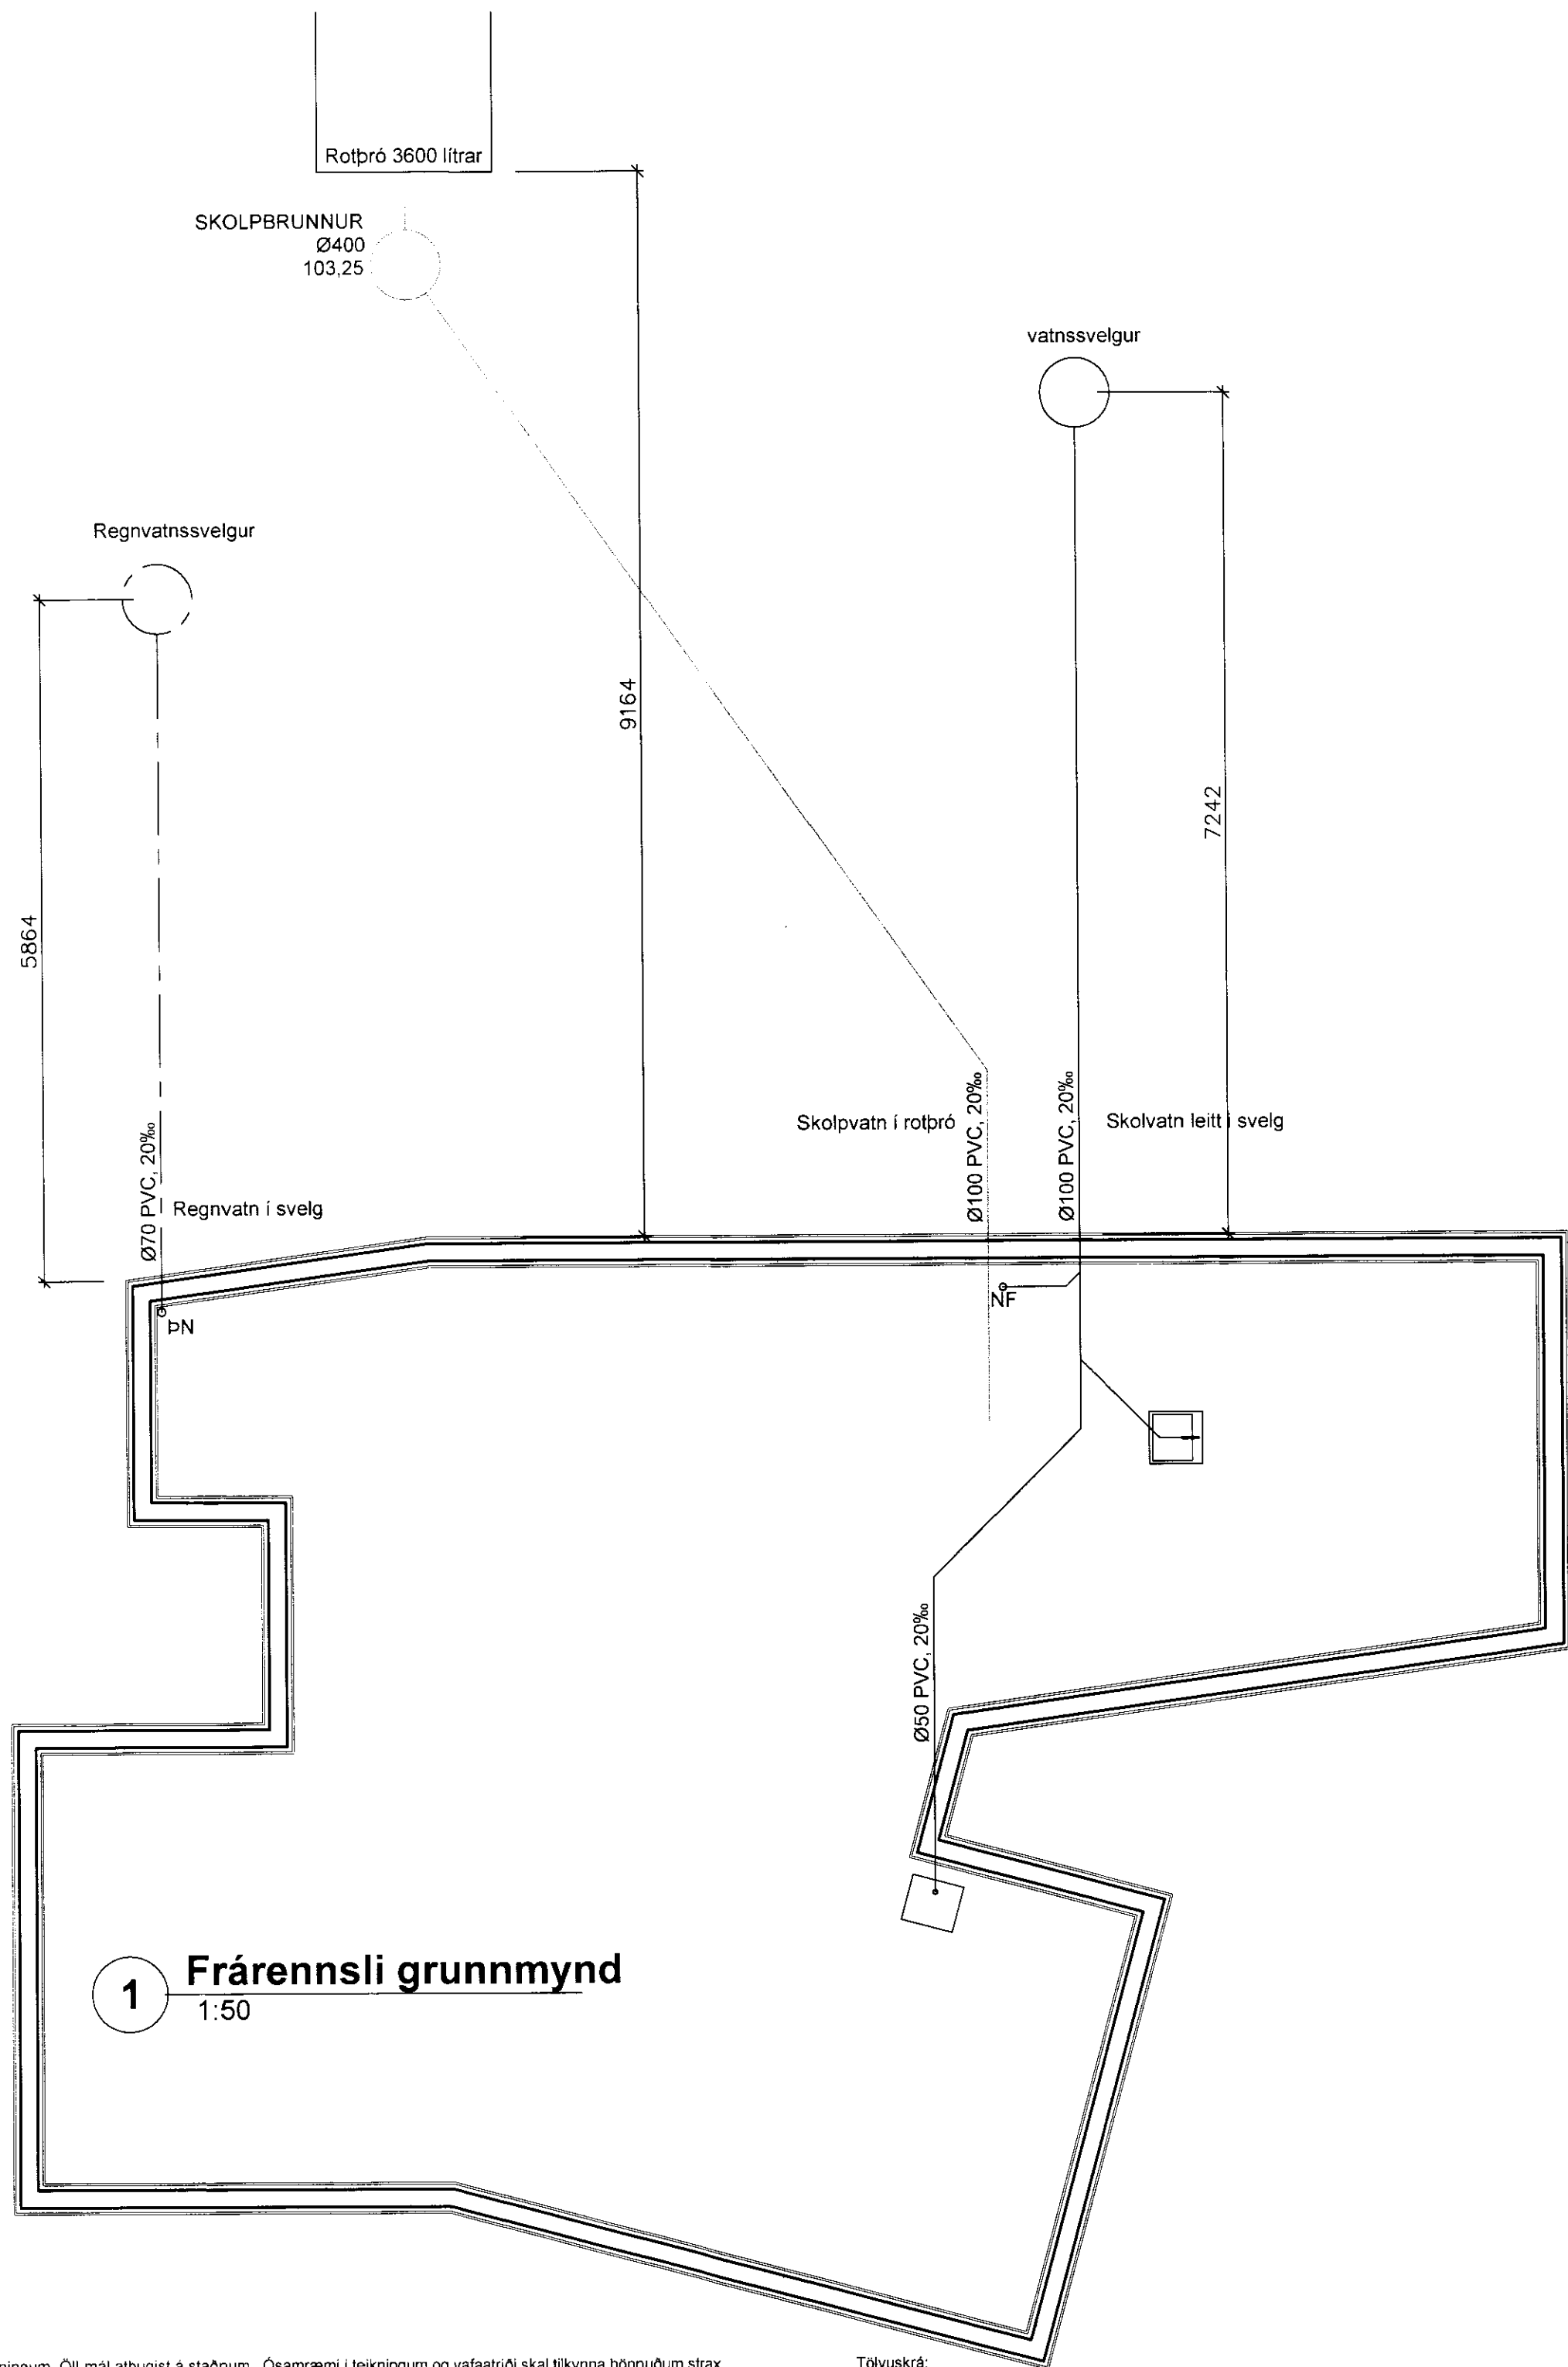 Rotþró 3600 lítrar
SKOLPBRUNNUR
Ø400
103,25
vatnssvelgur
Regnvatnssvelgur
9164
7242
5864
Skolpvatn í rotþró
Ø100 PVC, 20‰
Ø100 PVC, 20‰
Skolvatn leitt í svelg
Ø70 PVC, 20‰
Regnvatn í svelg
ÞN
NF
Ø50 PVC, 20‰
1
Frárennsli grunnmynd
1:50
Öll mál athugist á staðnum. Ósamræmi í teikningum og vafaatriði skal tilkynna hönnuðum strax
Tölvuskrá: